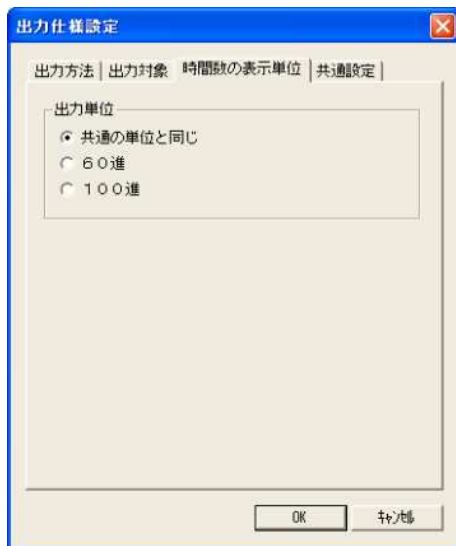 出力仕様設定
出力方法 出力対象 時間数の表示単位 共通設定
出力単位
共通の単位と同じ
６０進
１００進
OK ｷｬﾝｾﾙ